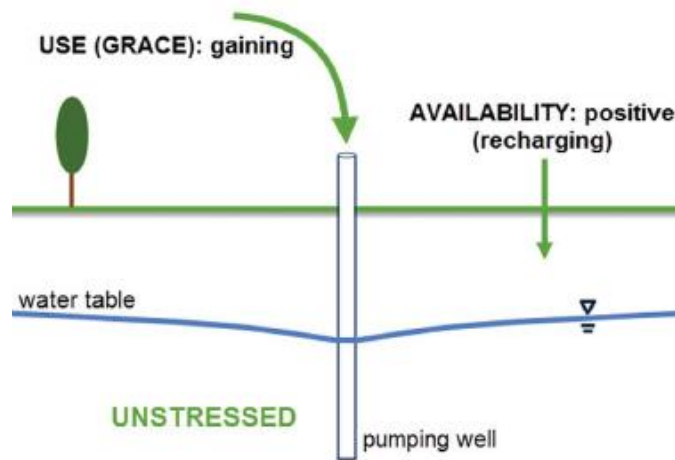 USE (GRACE): gaining
AVAILABILITY: positive
(recharging)
water table
UNSTRESSED
pumping well